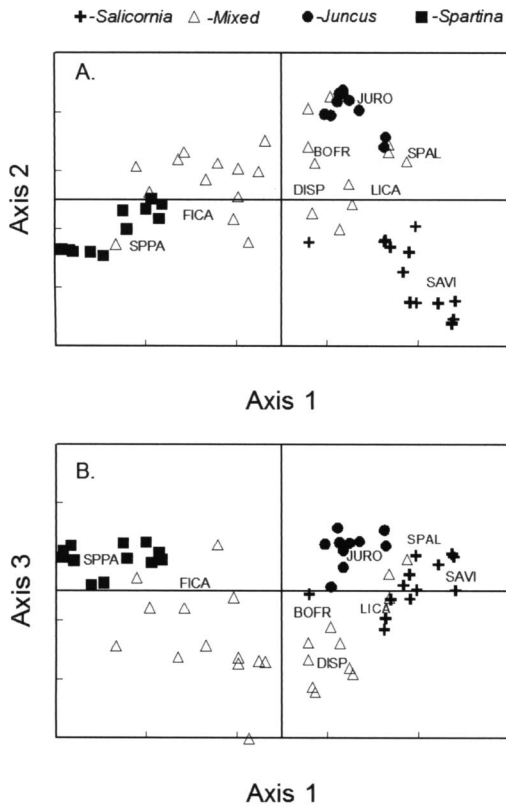 -Salicornia -Mixed -Juncus -Spartina
A.
JURO
BOFR SPAL
DISP LICA
FICA
SPPA
SAVI
Axis 2
Axis 1
B.
SPPA
FICA
SPAL
JURO
SAVI
BOFR LICA
DISP
Axis 3
Axis 1